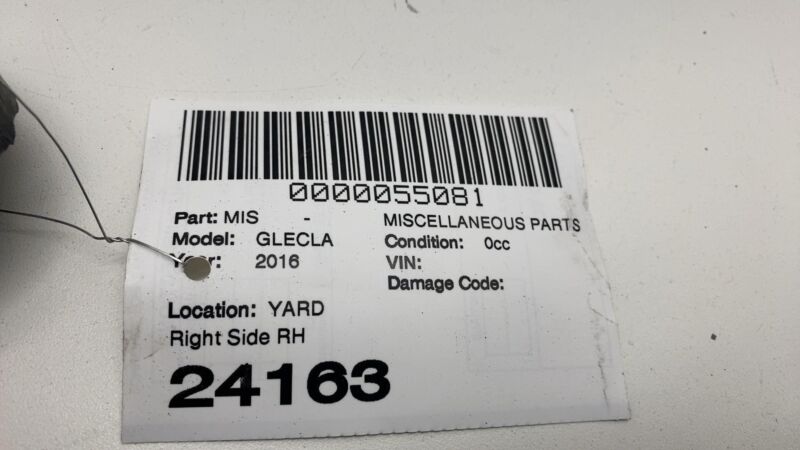 0000055081
Part: MIS - MISCELLANEOUS PARTS
Model: GLECLA Condition: 0cc
Year: 2016 VIN:
Damage Code:
Location: YARD
Right Side RH
24163